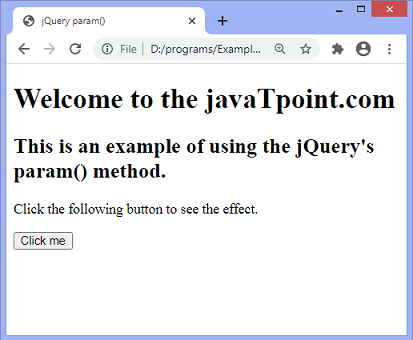 jQuery param()
File | D:/programs/Exampl...
Welcome to the javaTpoint.com
This is an example of using the jQuery's
param() method.
Click the following button to see the effect.
Click me